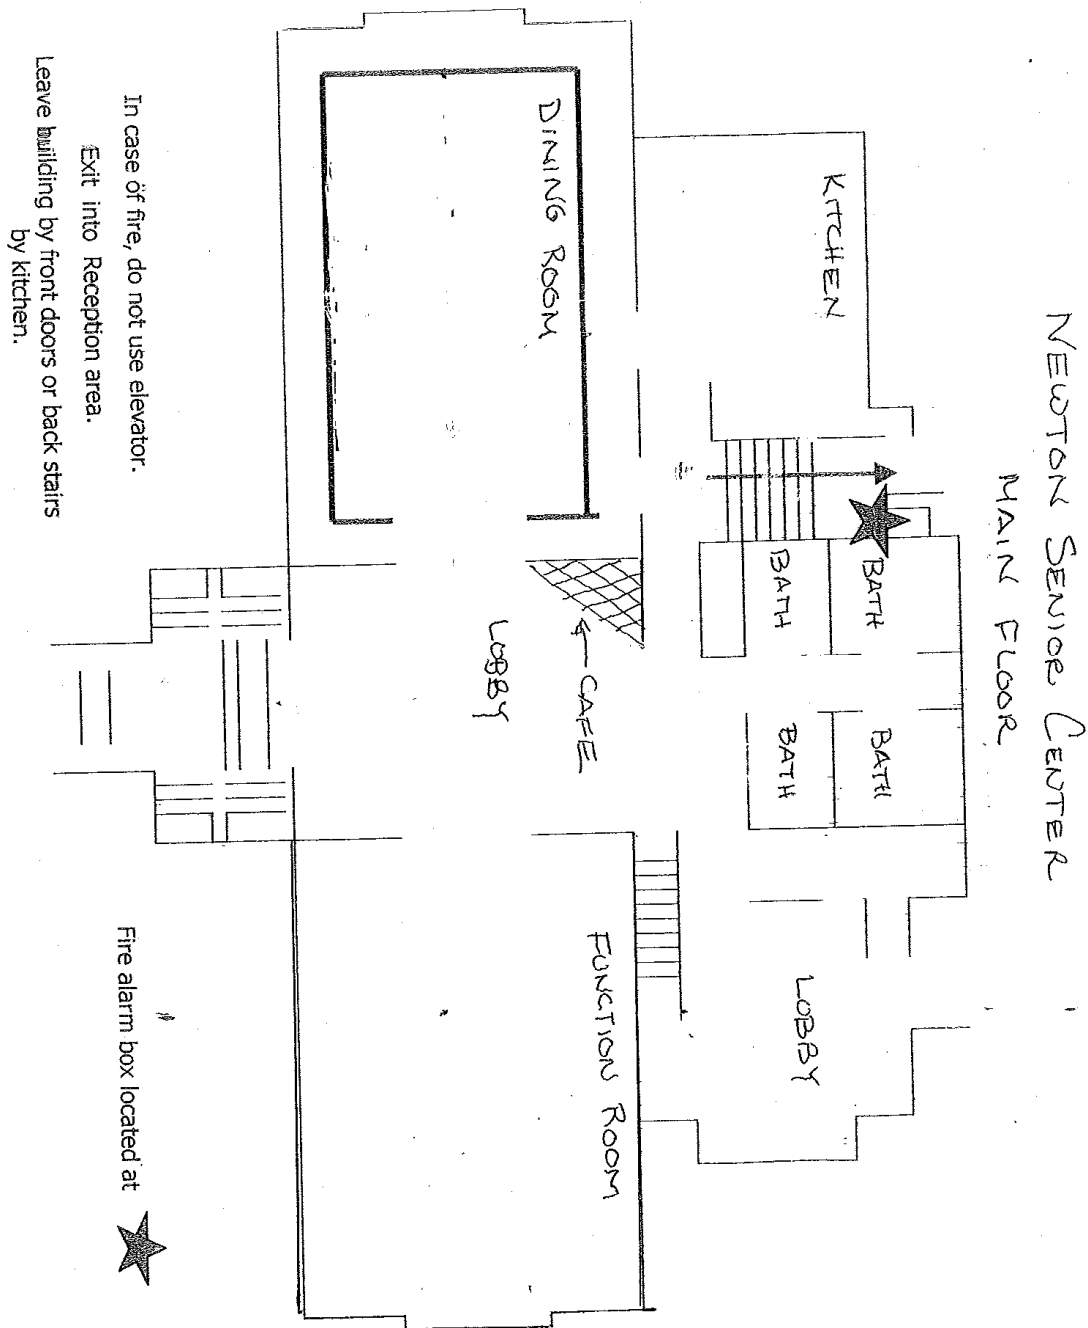 NEWTON SENIOR CENTER
MAIN FLOOR
KITCHEN
BATH
BATH
LOBBY
BATH
BATH
DINING ROOM
←CAFE
FUNCTION ROOM
LOBBY
In case of fire, do not use elevator.
Exit into Reception area.
Leave building by front doors or back stairs
by kitchen.
Fire alarm box located at